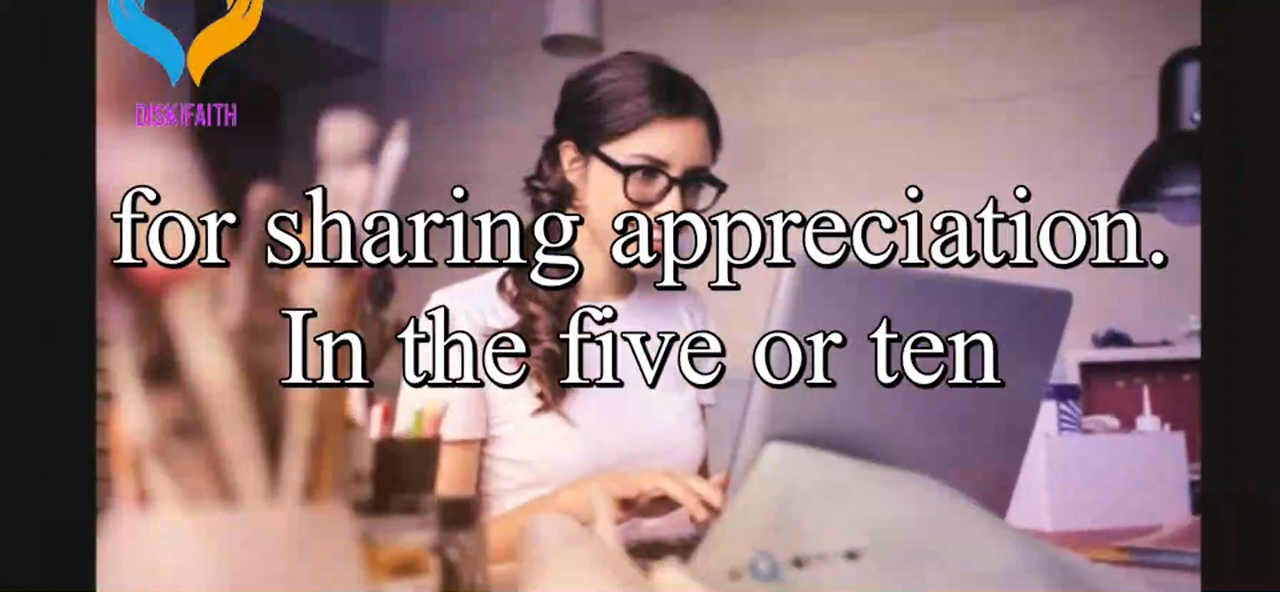 DISKIFAITH
for sharing appreciation.
In the five or ten